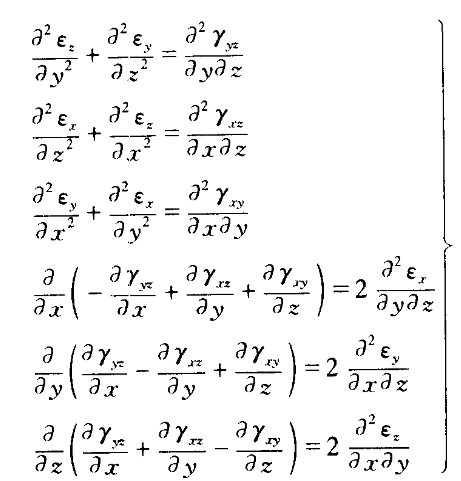 ∂²ε_z/∂y² + ∂²ε_y/∂z² = ∂²γ_yz/∂y∂z
∂²ε_x/∂z² + ∂²ε_z/∂x² = ∂²γ_xz/∂x∂z
∂²ε_y/∂x² + ∂²ε_x/∂y² = ∂²γ_xy/∂x∂y
∂/∂x(-∂γ_yz/∂x + ∂γ_xz/∂y + ∂γ_xy/∂z) = 2 ∂²ε_x/∂y∂z
∂/∂y(∂γ_yz/∂x - ∂γ_xz/∂y + ∂γ_xy/∂z) = 2 ∂²ε_y/∂x∂z
∂/∂z(∂γ_yz/∂x + ∂γ_xz/∂y - ∂γ_xy/∂z) = 2 ∂²ε_z/∂x∂y